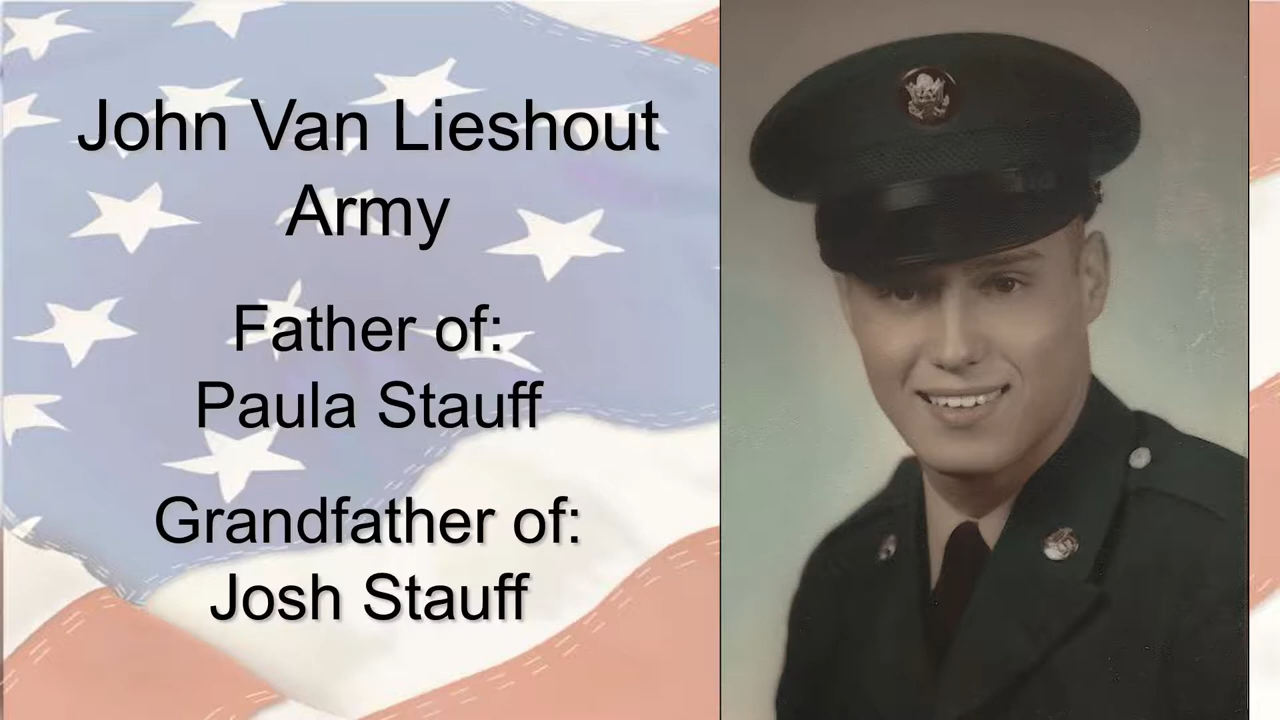 John Van Lieshout
Army
Father of:
Paula Stauff
Grandfather of:
Josh Stauff